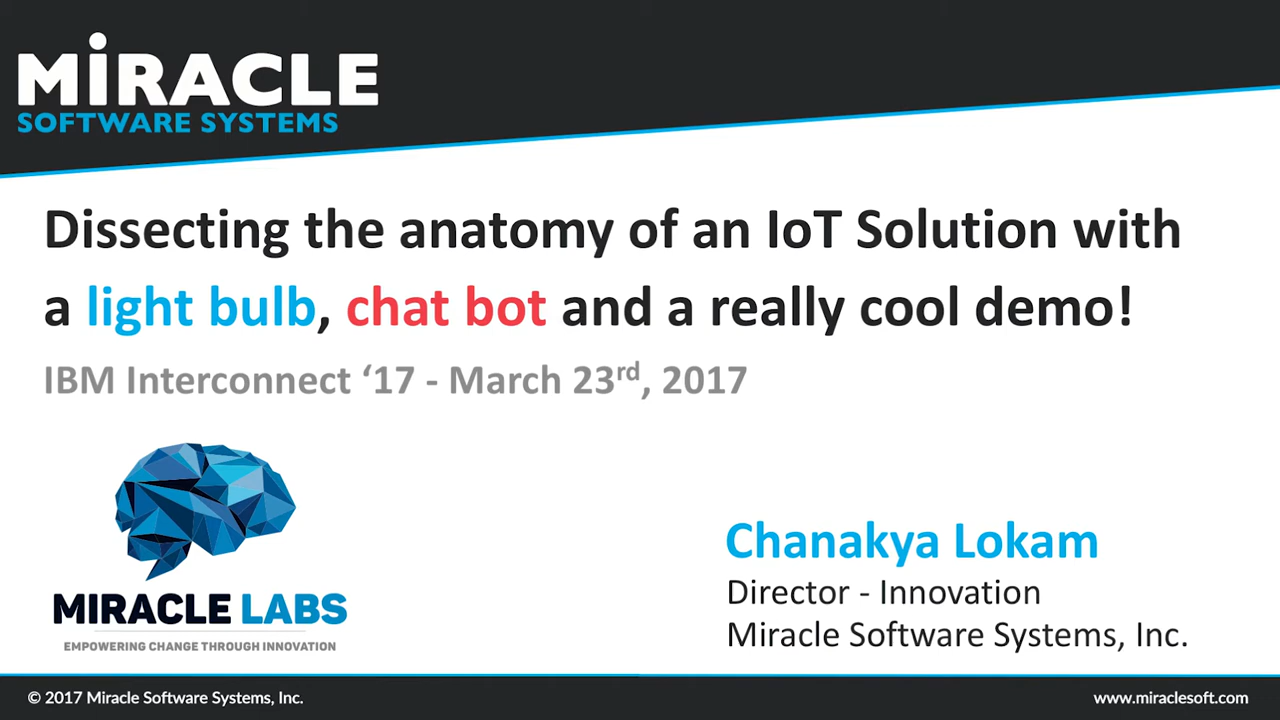 MiRACLE
SOFTWARE SYSTEMS
Dissecting the anatomy of an IoT Solution with
a light bulb, chat bot and a really cool demo!
IBM Interconnect ‘17 - March 23rd, 2017
MIRACLE LABS
EMPOWERING CHANGE THROUGH INNOVATION
Chanakya Lokam
Director - Innovation
Miracle Software Systems, Inc.
© 2017 Miracle Software Systems, Inc.
www.miraclesoft.com